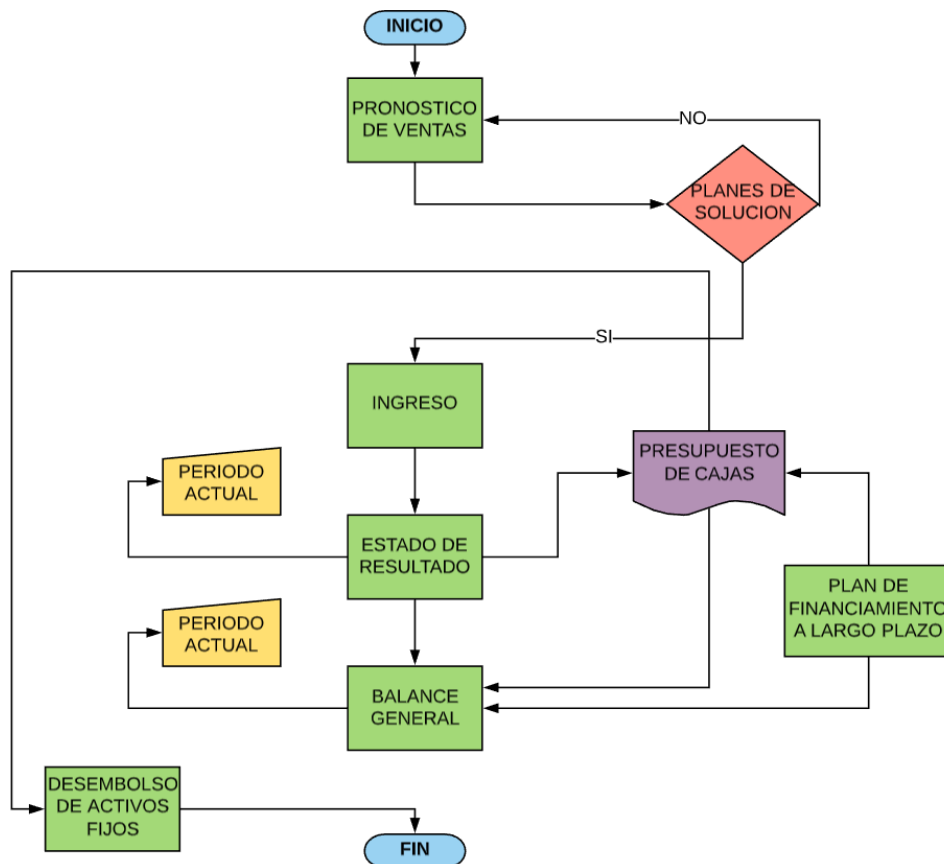 INICIO
PRONOSTICO
DE VENTAS
NO
PLANES DE
SOLUCION
SI
INGRESO
PERIODO
ACTUAL
PRESUPUESTO
DE CAJAS
ESTADO DE
RESULTADO
PLAN DE
FINANCIAMIENTO
A LARGO PLAZO
PERIODO
ACTUAL
BALANCE
GENERAL
DESEMBOLSO
DE ACTIVOS
FIJOS
FIN